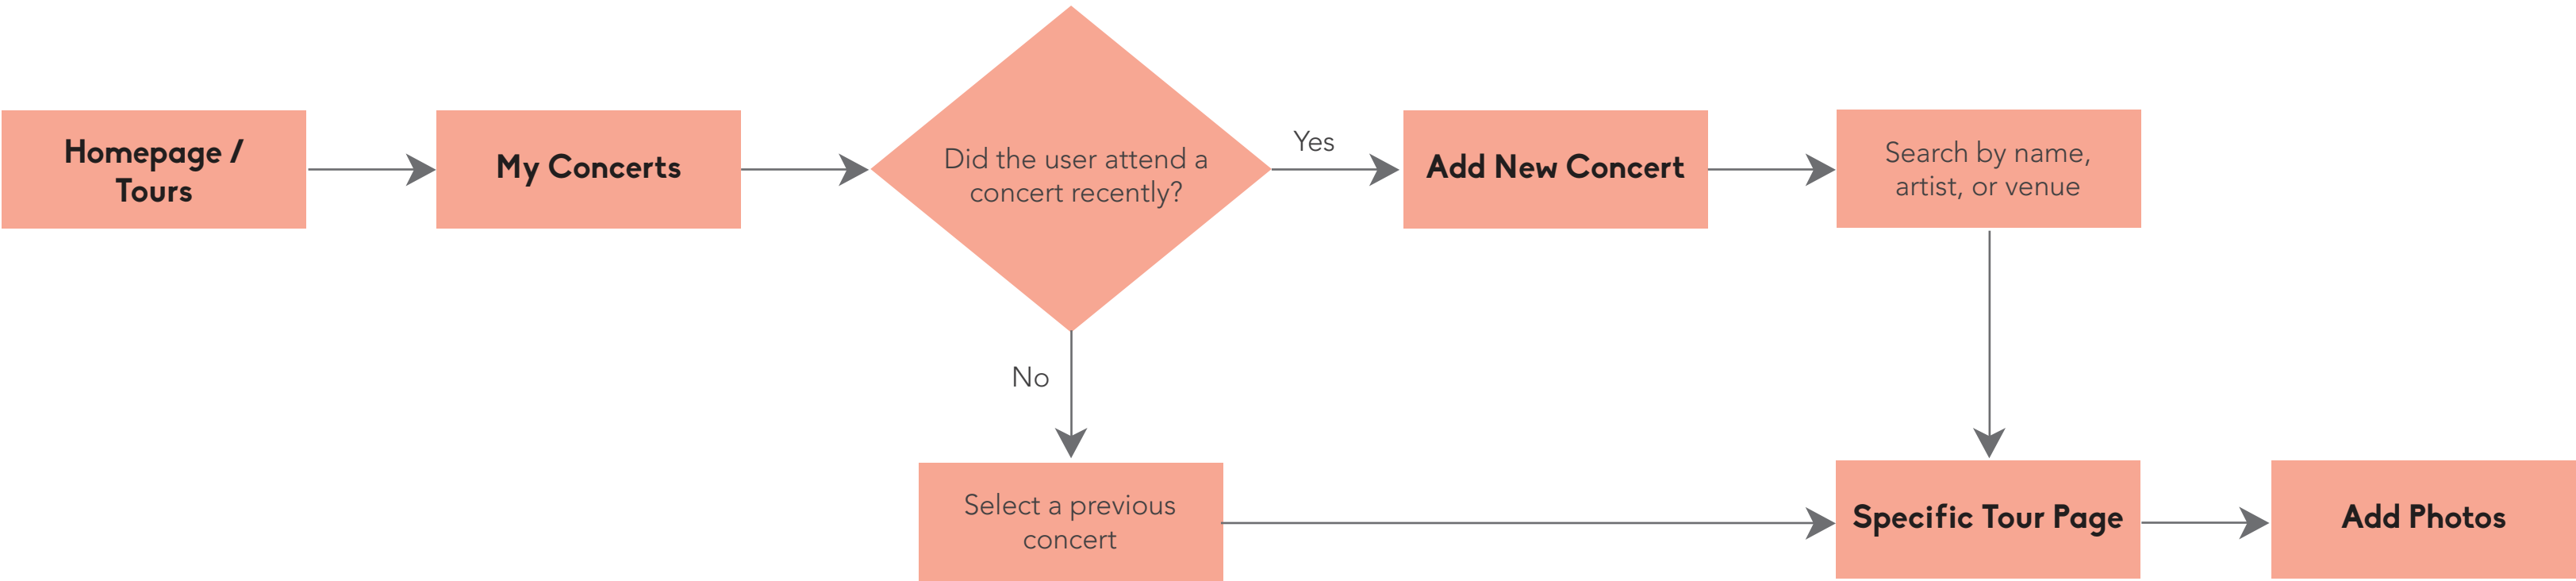 Homepage /
Tours
My Concerts
Did the user attend a
concert recently?
Yes
Add New Concert
Search by name,
artist, or venue
No
Select a previous
concert
Specific Tour Page
Add Photos